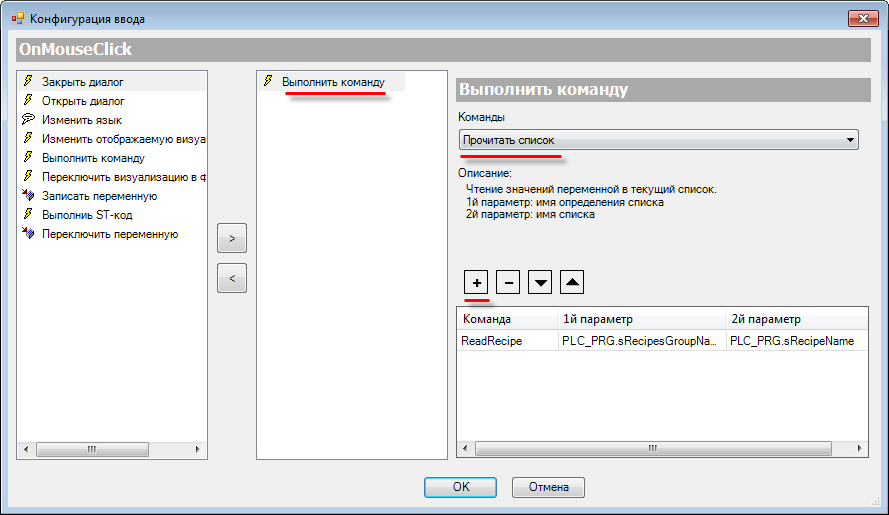 Конфигурация ввода
OnMouseClick
Закрыть диалог
Открыть диалог
Изменить язык
Изменить отображаемую визуа
Выполнить команду
Переключить визуализацию в ф
Записать переменную
Выполниь ST-код
Переключить переменную
>
<
Выполнить команду
Выполнить команду
Команды
Прочитать список
Описание:
Чтение значений переменной в текущий список.
1й параметр: имя определения списка
2й параметр: имя списка
Команда 1й параметр 2й параметр
ReadRecipe PLC_PRG.sRecipesGroupNa... PLC_PRG.sRecipeName
OK Отмена